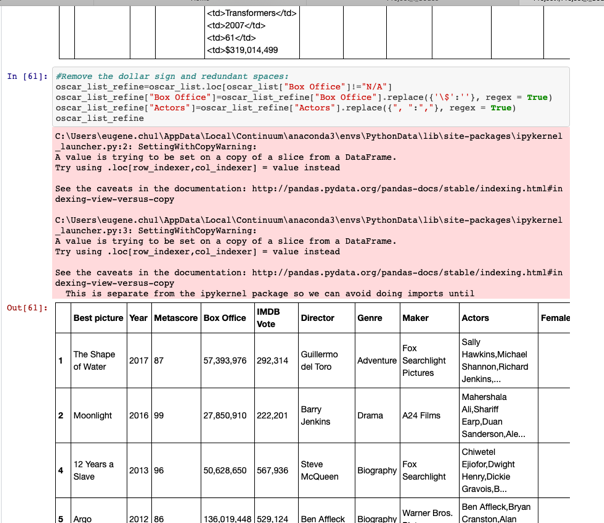 <td>Transformers</td>
<td>2007</td>
<td>61</td>
<td>$319,014,499
In [61]:
#Remove the dollar sign and redundant spaces:
oscar_list_refine=oscar_list.loc[oscar_list["Box Office"]!="N/A"]
oscar_list_refine["Box Office"]=oscar_list_refine["Box Office"].replace({'\$':''}, regex = True)
oscar_list_refine["Actors"]=oscar_list_refine["Actors"].replace({", ":","}, regex = True)
oscar_list_refine
C:\Users\eugene.chul\AppData\Local\Continuum\anaconda3\envs\PythonData\lib\site-packages\ipykernel
_launcher.py:2: SettingWithCopyWarning:
A value is trying to be set on a copy of a slice from a DataFrame.
Try using .loc[row_indexer,col_indexer] = value instead
See the caveats in the documentation: http://pandas.pydata.org/pandas-docs/stable/indexing.html#in
dexing-view-versus-copy
C:\Users\eugene.chul\AppData\Local\Continuum\anaconda3\envs\PythonData\lib\site-packages\ipykernel
_launcher.py:3: SettingWithCopyWarning:
A value is trying to be set on a copy of a slice from a DataFrame.
Try using .loc[row_indexer,col_indexer] = value instead
See the caveats in the documentation: http://pandas.pydata.org/pandas-docs/stable/indexing.html#in
dexing-view-versus-copy
This is separate from the ipykernel package so we can avoid doing imports until
Out[61]:
Best picture Year Metascore Box Office IMDB Vote Director Genre Maker Actors Female
1 The Shape of Water 2017 87 57,393,976 292,314 Guillermo del Toro Adventure Fox Searchlight Pictures Sally Hawkins,Michael Shannon,Richard Jenkins,...
2 Moonlight 2016 99 27,850,910 222,201 Barry Jenkins Drama A24 Films Mahershala Ali,Shariff Earp,Duan Sanderson,Ale...
4 12 Years a Slave 2013 96 50,628,650 567,936 Steve McQueen Biography Fox Searchlight Chiwetel Ejiofor,Dwight Henry,Dickie Gravois,B...
5 Argo 2012 86 136,019,448 529,124 Ben Affleck Biography Warner Bros. Ben Affleck,Bryan Cranston,Alan